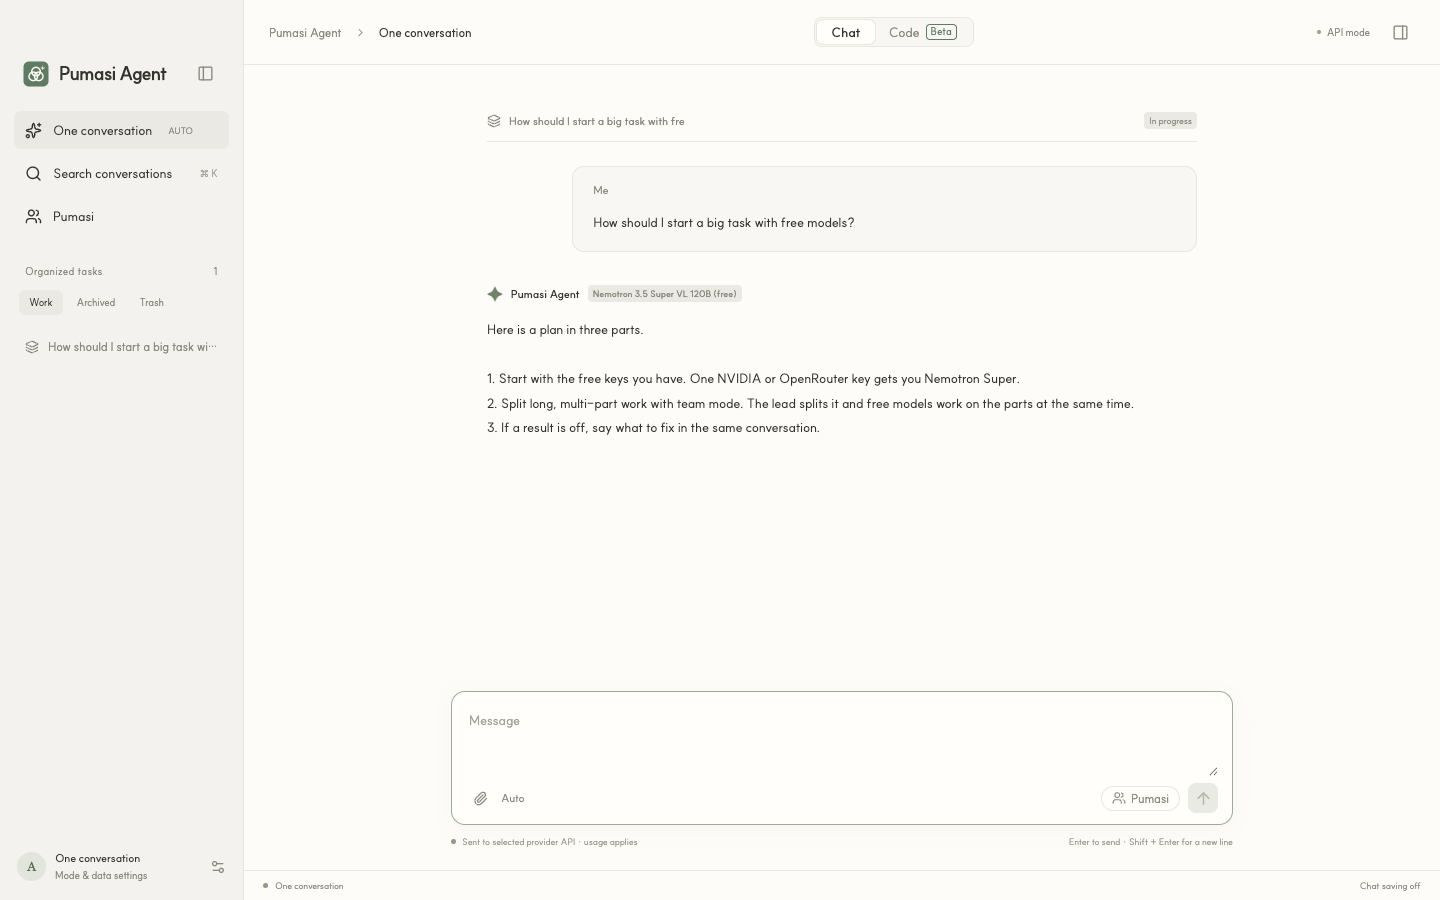 Pumasi Agent
One conversation AUTO
Search conversations ⌘ K
Pumasi
Organized tasks 1
Work Archived Trash
How should I start a big task wi···
A
One conversation
Mode & data settings
Pumasi Agent > One conversation
Chat Code Beta
API mode
How should I start a big task with fre
In progress
Me
How should I start a big task with free models?
Pumasi Agent Nemotron 3.5 Super VL 120B (free)
Here is a plan in three parts.
1. Start with the free keys you have. One NVIDIA or OpenRouter key gets you Nemotron Super.
2. Split long, multi-part work with team mode. The lead splits it and free models work on the parts at the same time.
3. If a result is off, say what to fix in the same conversation.
Message
Auto
Pumasi
Sent to selected provider API · usage applies
Enter to send · Shift + Enter for a new line
One conversation
Chat saving off